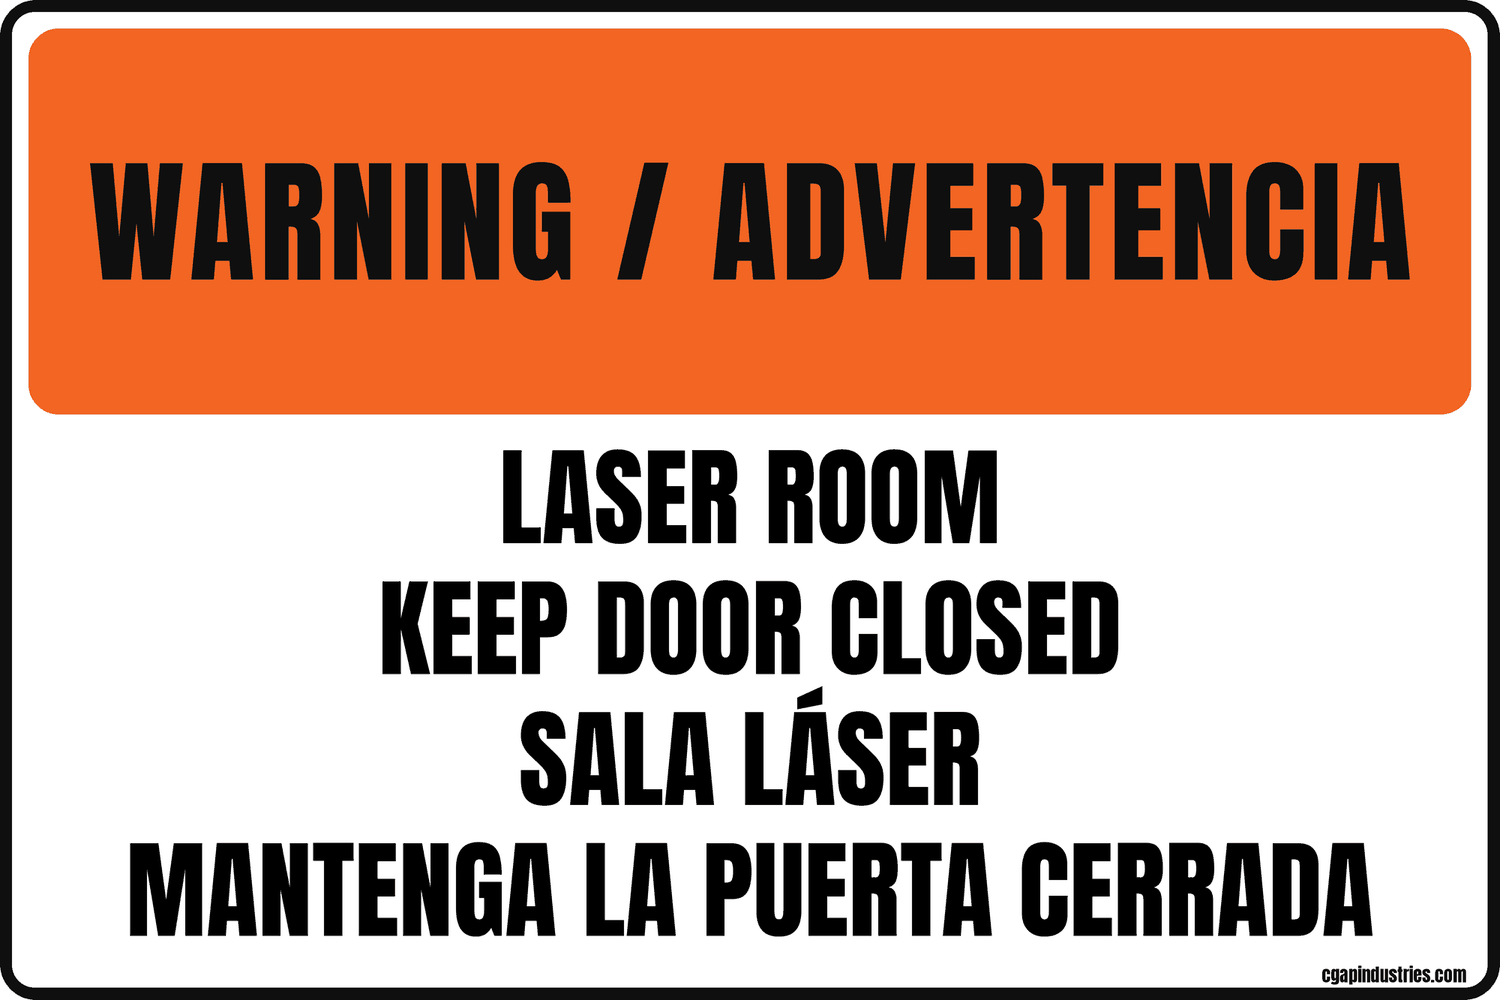 WARNING / ADVERTENCIA
LASER ROOM
KEEP DOOR CLOSED
SALA LÁSER
MANTENGA LA PUERTA CERRADA
cgapindustries.com